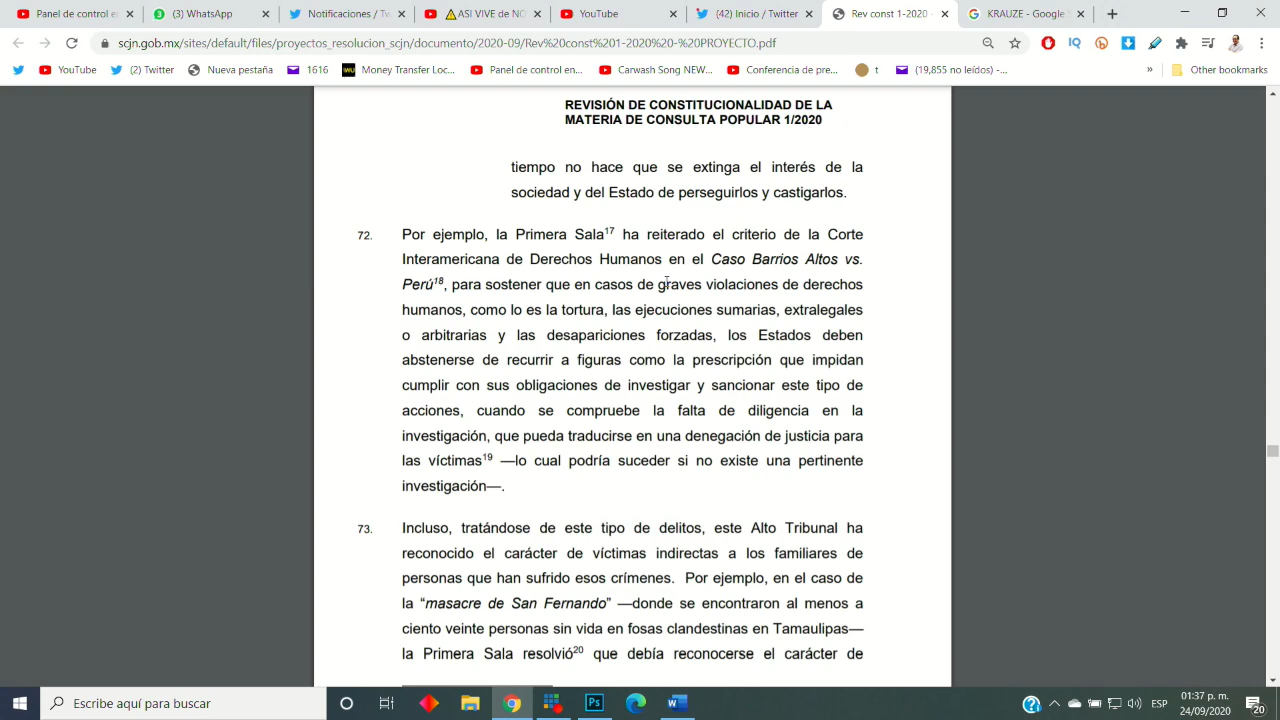 Panel de control en
(3) WhatsApp
Notificaciones / Tw
ASI VIVE de NO
YouTube
(42) Inicio / Twitter
Rev const 1-2020 -
KRAUZE - Google
scjn.gob.mx/sites/default/files/proyectos_resolucion_scjn/documento/2020-09/Rev%20const%201-2020%20-%20PROYECTO.pdf
YouTube
(2) Twitter
Nueva pestaña
1616
Money Transfer Loc...
Panel de control en...
Carwash Song NEW...
Conferencia de pre...
t
(19,855 no leídos) -...
»
Other bookmarks
REVISIÓN DE CONSTITUCIONALIDAD DE LA
MATERIA DE CONSULTA POPULAR 1/2020
tiempo no hace que se extinga el interés de la
sociedad y del Estado de perseguirlos y castigarlos.
72. Por ejemplo, la Primera Sala17 ha reiterado el criterio de la Corte
Interamericana de Derechos Humanos en el Caso Barrios Altos vs.
Perú18, para sostener que en casos de graves violaciones de derechos
humanos, como lo es la tortura, las ejecuciones sumarias, extralegales
o arbitrarias y las desapariciones forzadas, los Estados deben
abstenerse de recurrir a figuras como la prescripción que impidan
cumplir con sus obligaciones de investigar y sancionar este tipo de
acciones, cuando se compruebe la falta de diligencia en la
investigación, que pueda traducirse en una denegación de justicia para
las víctimas19 —lo cual podría suceder si no existe una pertinente
investigación—.
73. Incluso, tratándose de este tipo de delitos, este Alto Tribunal ha
reconocido el carácter de víctimas indirectas a los familiares de
personas que han sufrido esos crímenes. Por ejemplo, en el caso de
la “masacre de San Fernando” —donde se encontraron al menos a
ciento veinte personas sin vida en fosas clandestinas en Tamaulipas—
la Primera Sala resolvió20 que debía reconocerse el carácter de
Escribe aquí para buscar
Ps
ESP
01:37 p. m.
24/09/2020
20